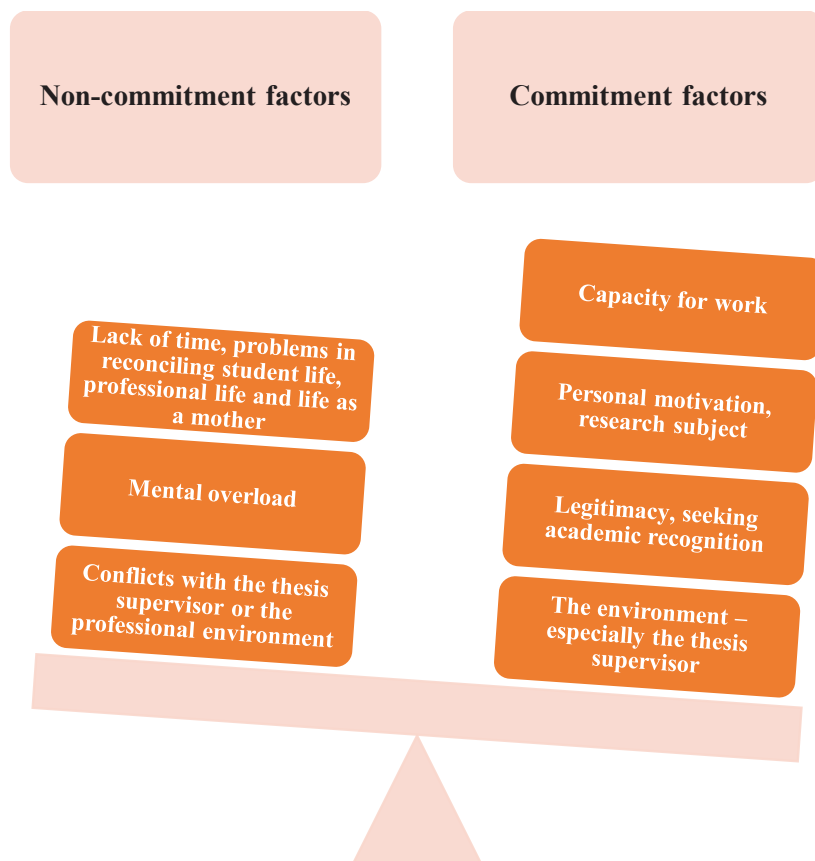 Non-commitment factors
Commitment factors
Lack of time, problems in
reconciling student life,
professional life and life as
a mother
Mental overload
Conflicts with the thesis
supervisor or the
professional environment
Capacity for work
Personal motivation,
research subject
Legitimacy, seeking
academic recognition
The environment –
especially the thesis
supervisor